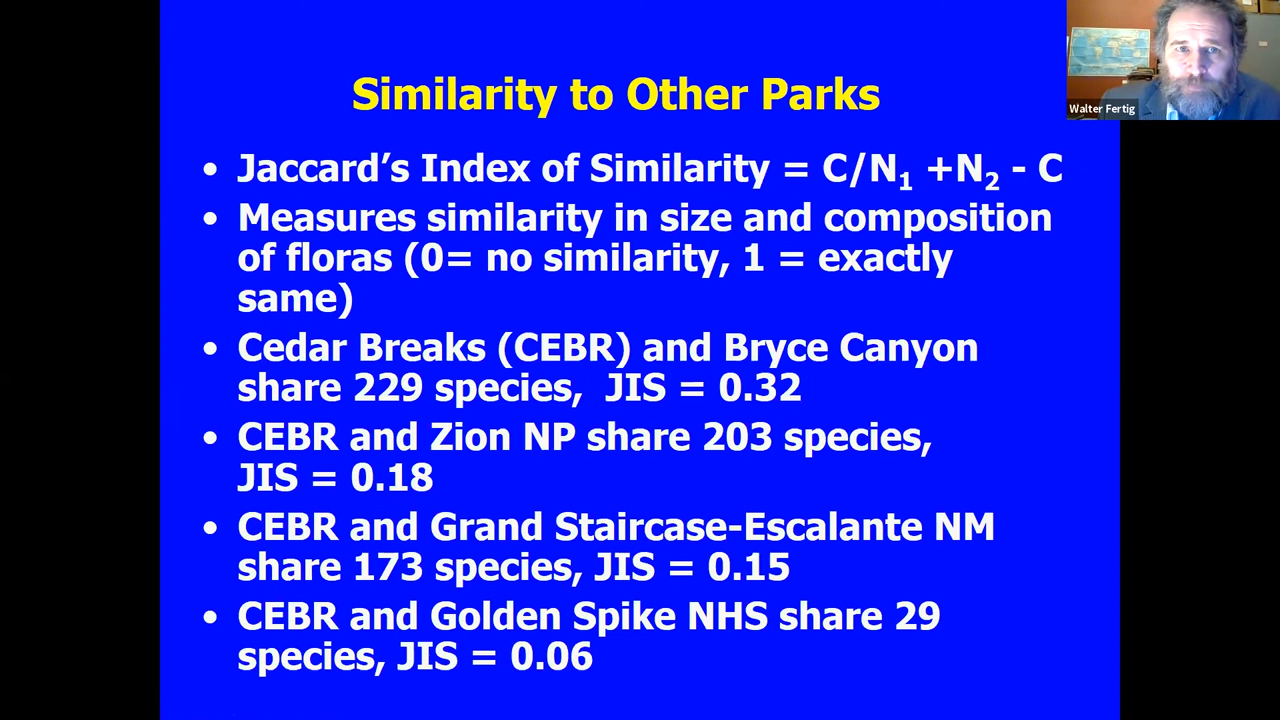 Similarity to Other Parks
Walter Fertig
• Jaccard’s Index of Similarity = C/N₁ +N₂ - C
• Measures similarity in size and composition
of floras (0= no similarity, 1 = exactly
same)
• Cedar Breaks (CEBR) and Bryce Canyon
share 229 species,  JIS = 0.32
• CEBR and Zion NP share 203 species,
JIS = 0.18
• CEBR and Grand Staircase-Escalante NM
share 173 species, JIS = 0.15
• CEBR and Golden Spike NHS share 29
species, JIS = 0.06